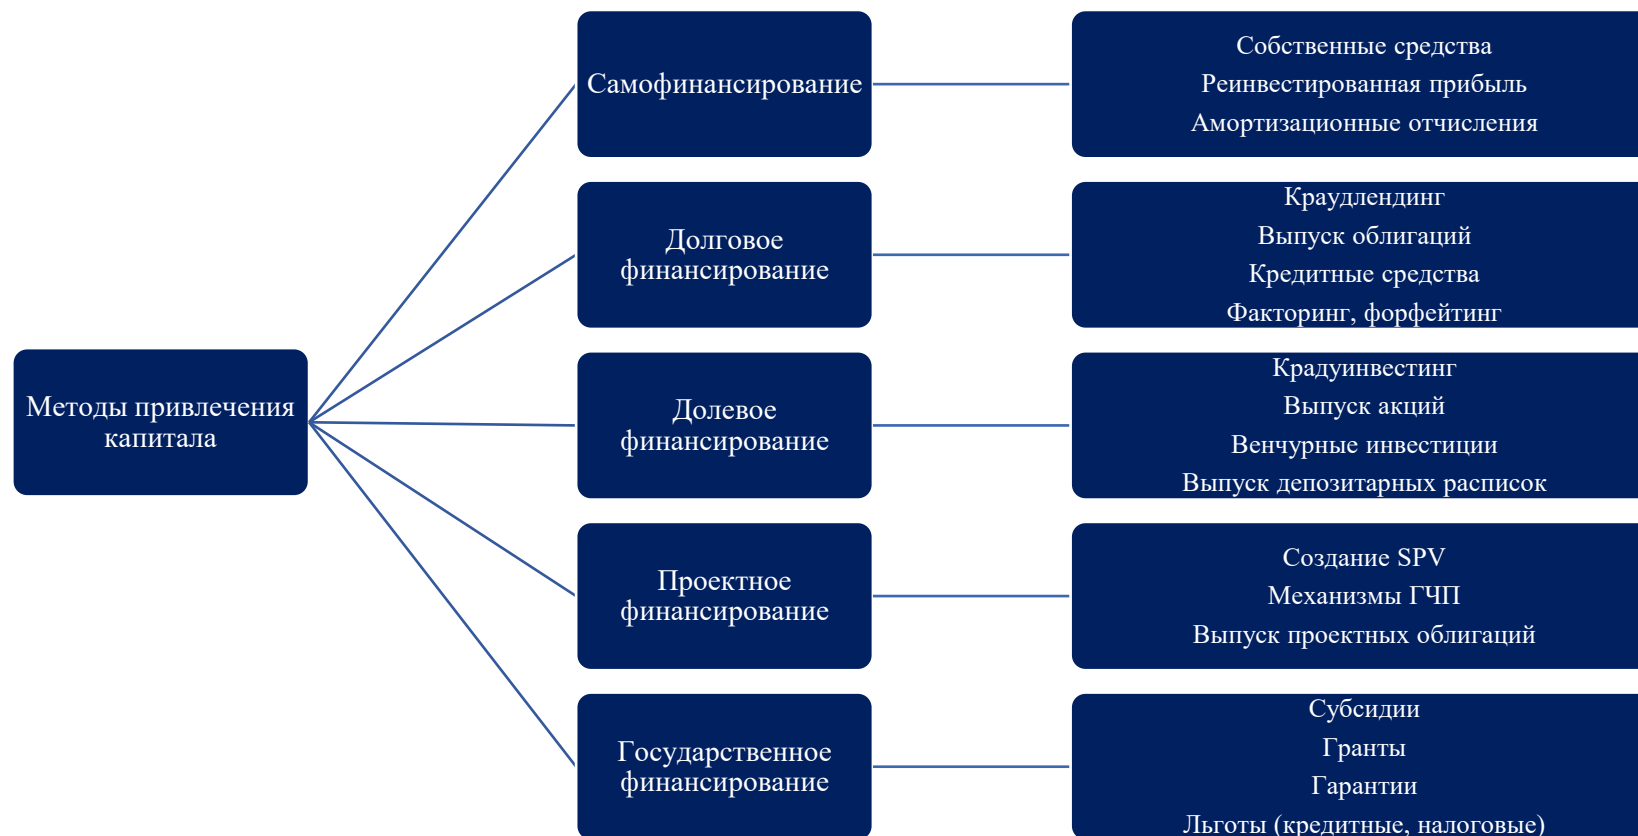 Методы привлечения
капитала
Самофинансирование
Собственные средства
Реинвестированная прибыль
Амортизационные отчисления
Долговое
финансирование
Краудлендинг
Выпуск облигаций
Кредитные средства
Факторинг, форфейтинг
Долевое
финансирование
Крадуинвестинг
Выпуск акций
Венчурные инвестиции
Выпуск депозитарных расписок
Проектное
финансирование
Создание SPV
Механизмы ГЧП
Выпуск проектных облигаций
Государственное
финансирование
Субсидии
Гранты
Гарантии
Льготы (кредитные, налоговые)